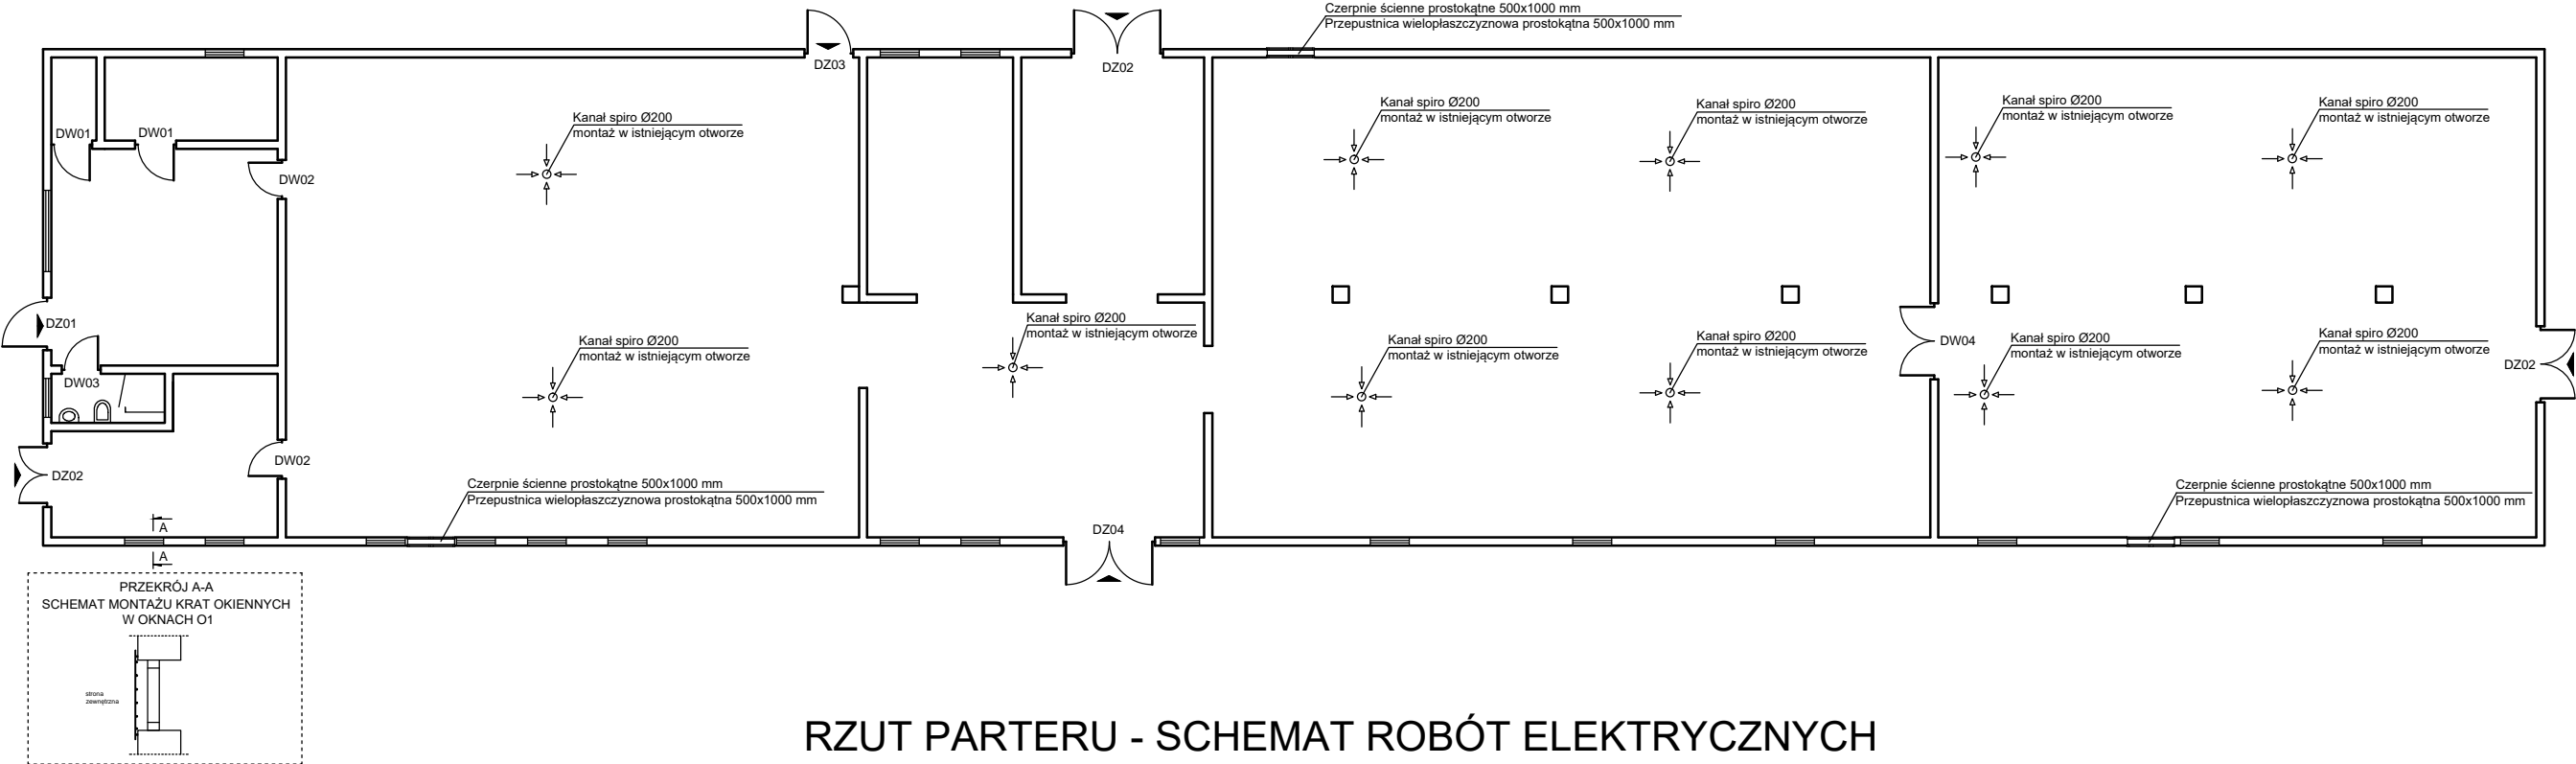 Czerpnie ścienne prostokątne 500x1000 mm
Przepustnica wielopłaszczyznowa prostokątna 500x1000 mm
DZ03
DZ02
Kanał spiro Ø200
montaż w istniejącym otworze
Kanał spiro Ø200
montaż w istniejącym otworze
Kanał spiro Ø200
montaż w istniejącym otworze
Kanał spiro Ø200
montaż w istniejącym otworze
Kanał spiro Ø200
montaż w istniejącym otworze
DW01
DW01
DW02
DZ01
Kanał spiro Ø200
montaż w istniejącym otworze
Kanał spiro Ø200
montaż w istniejącym otworze
Kanał spiro Ø200
montaż w istniejącym otworze
Kanał spiro Ø200
montaż w istniejącym otworze
DW04
Kanał spiro Ø200
montaż w istniejącym otworze
Kanał spiro Ø200
montaż w istniejącym otworze
DZ02
DW03
DW02
DZ02
Czerpnie ścienne prostokątne 500x1000 mm
Przepustnica wielopłaszczyznowa prostokątna 500x1000 mm
Czerpnie ścienne prostokątne 500x1000 mm
Przepustnica wielopłaszczyznowa prostokątna 500x1000 mm
A
DZ04
A
PRZEKRÓJ A-A
SCHEMAT MONTAŻU KRAT OKIENNYCH
W OKNACH O1
strona
zewnętrzna
RZUT PARTERU - SCHEMAT ROBÓT ELEKTRYCZNYCH